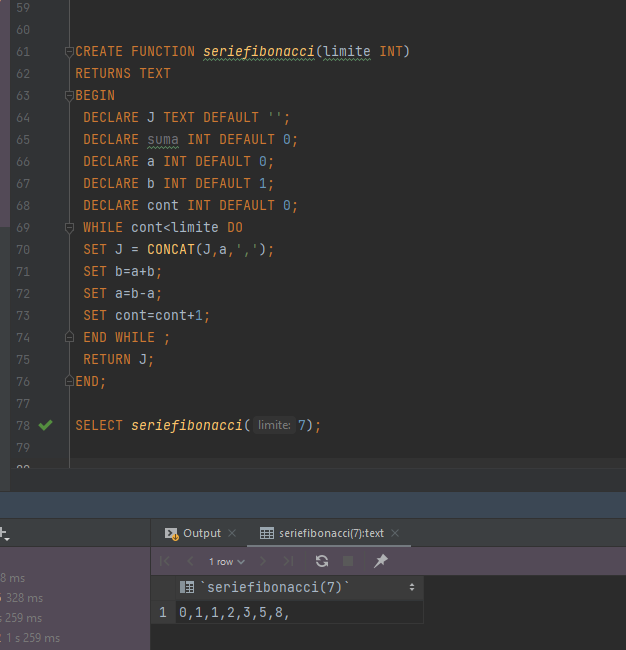 59
60
61 CREATE FUNCTION seriefibonacci(limite INT)
62 RETURNS TEXT
63 BEGIN
64 DECLARE J TEXT DEFAULT '';
65 DECLARE suma INT DEFAULT 0;
66 DECLARE a INT DEFAULT 0;
67 DECLARE b INT DEFAULT 1;
68 DECLARE cont INT DEFAULT 0;
69 WHILE cont<limite DO
70 SET J = CONCAT(J,a,',');
71 SET b=a+b;
72 SET a=b-a;
73 SET cont=cont+1;
74 END WHILE ;
75 RETURN J;
76 END;
77
78 SELECT seriefibonacci( limite: 7);
79
Output seriefibonacci(7):text
1 row
8 ms
328 ms
s 259 ms
1 s 259 ms
`seriefibonacci(7)`
1 0,1,1,2,3,5,8,